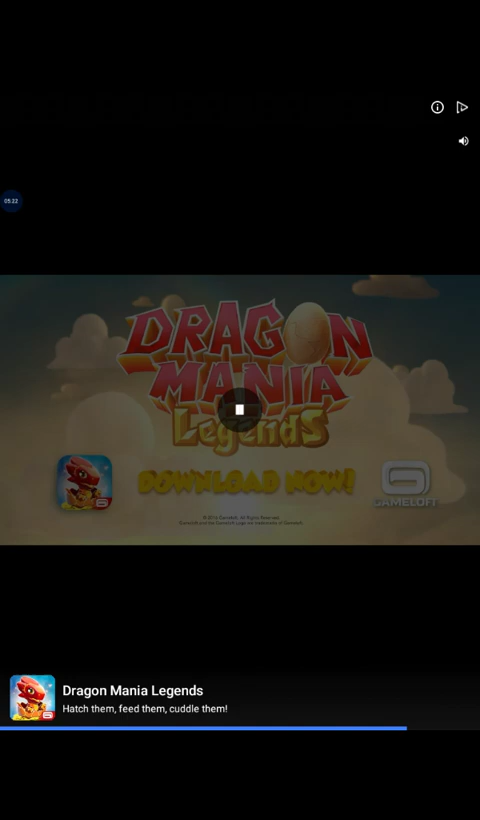 05:22
DRAGON
MANIA
Legends
DOWNLOAD NOW!
GAMELOFT
Dragon Mania Legends
Hatch them, feed them, cuddle them!